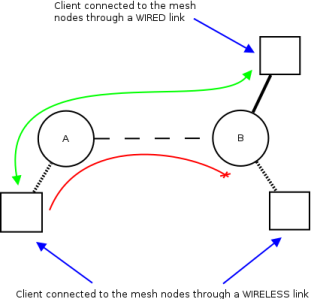 Client connected to the mesh
nodes through a WIRED link
A
B
Client connected to the mesh nodes through a WIRELESS link